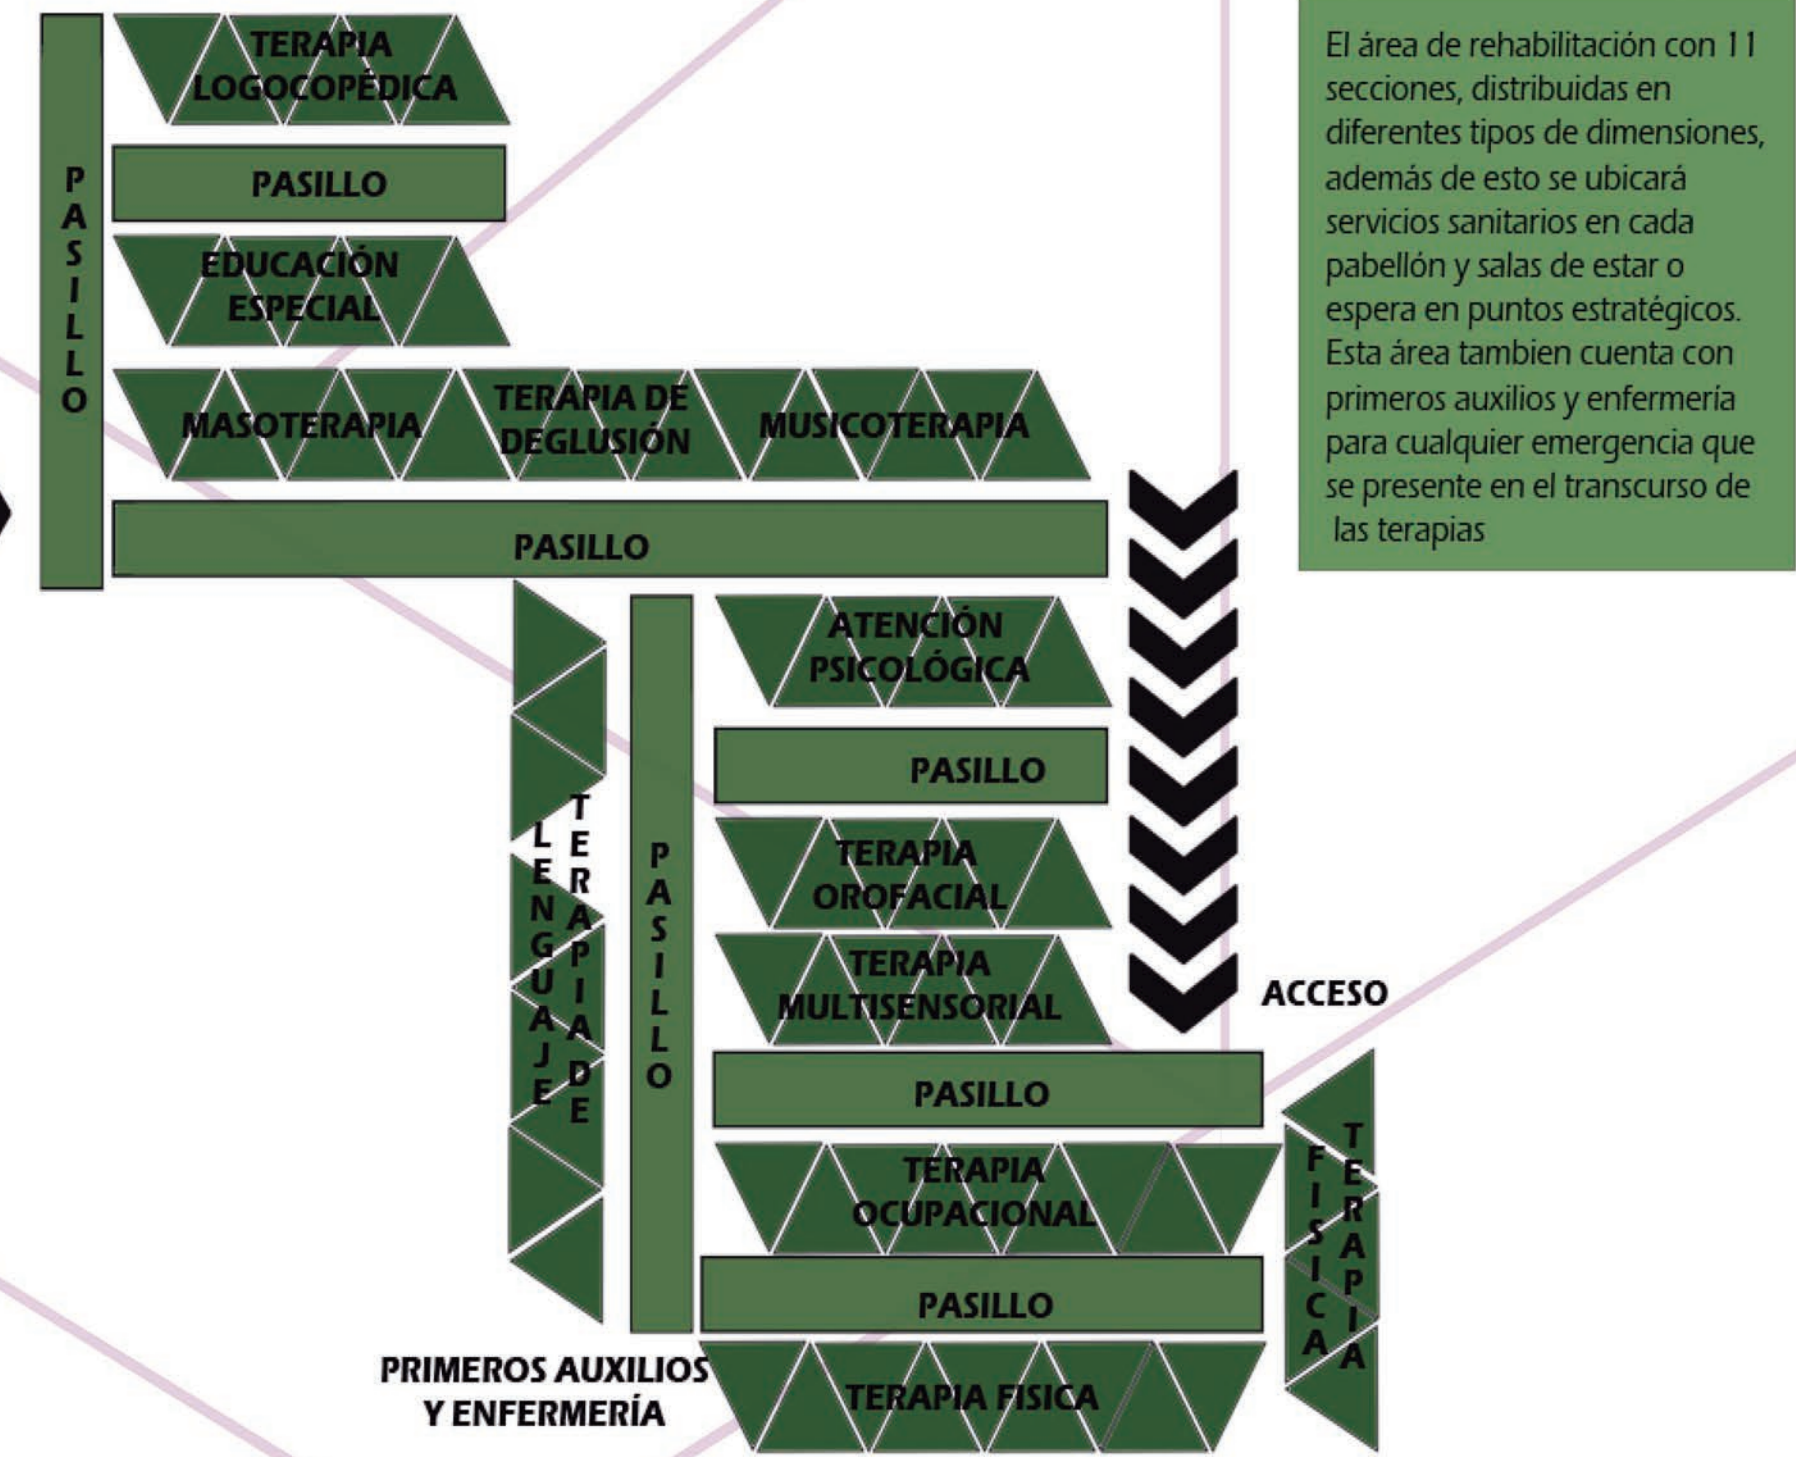 TERAPIA
LOGOCOPÉDICA
PASILLO
PASILLO
EDUCACIÓN
ESPECIAL
MASOTERAPIA
TERAPIA DE
DEGLUSIÓN
MUSICOTERAPIA
PASILLO
El área de rehabilitación con 11
secciones, distribuidas en
diferentes tipos de dimensiones,
además de esto se ubicará
servicios sanitarios en cada
pabellón y salas de estar o
espera en puntos estratégicos.
Esta área tambien cuenta con
primeros auxilios y enfermería
para cualquier emergencia que
se presente en el transcurso de
las terapias
ATENCIÓN
PSICOLÓGICA
PASILLO
TERAPIA DE
LENGUAJE
PASILLO
TERAPIA
OROFACIAL
TERAPIA
MULTISENSORIAL
ACCESO
PASILLO
TERAPIA
OCUPACIONAL
TERAPIA
FISICA
PASILLO
PRIMEROS AUXILIOS
Y ENFERMERÍA
TERAPIA FISICA